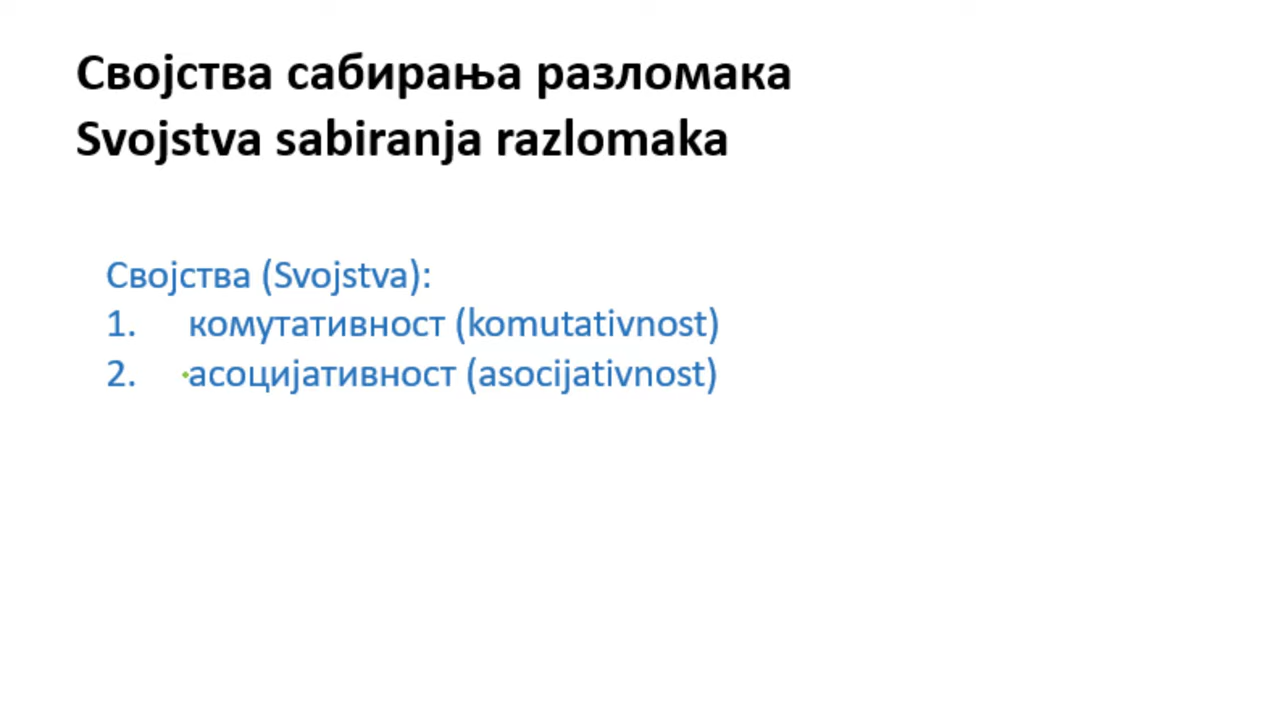 Својства сабирања разломака
Svojstva sabiranja razlomaka
Својства (Svojstva):
1. комутативност (komutativnost)
2. асоцијативност (asocijativnost)